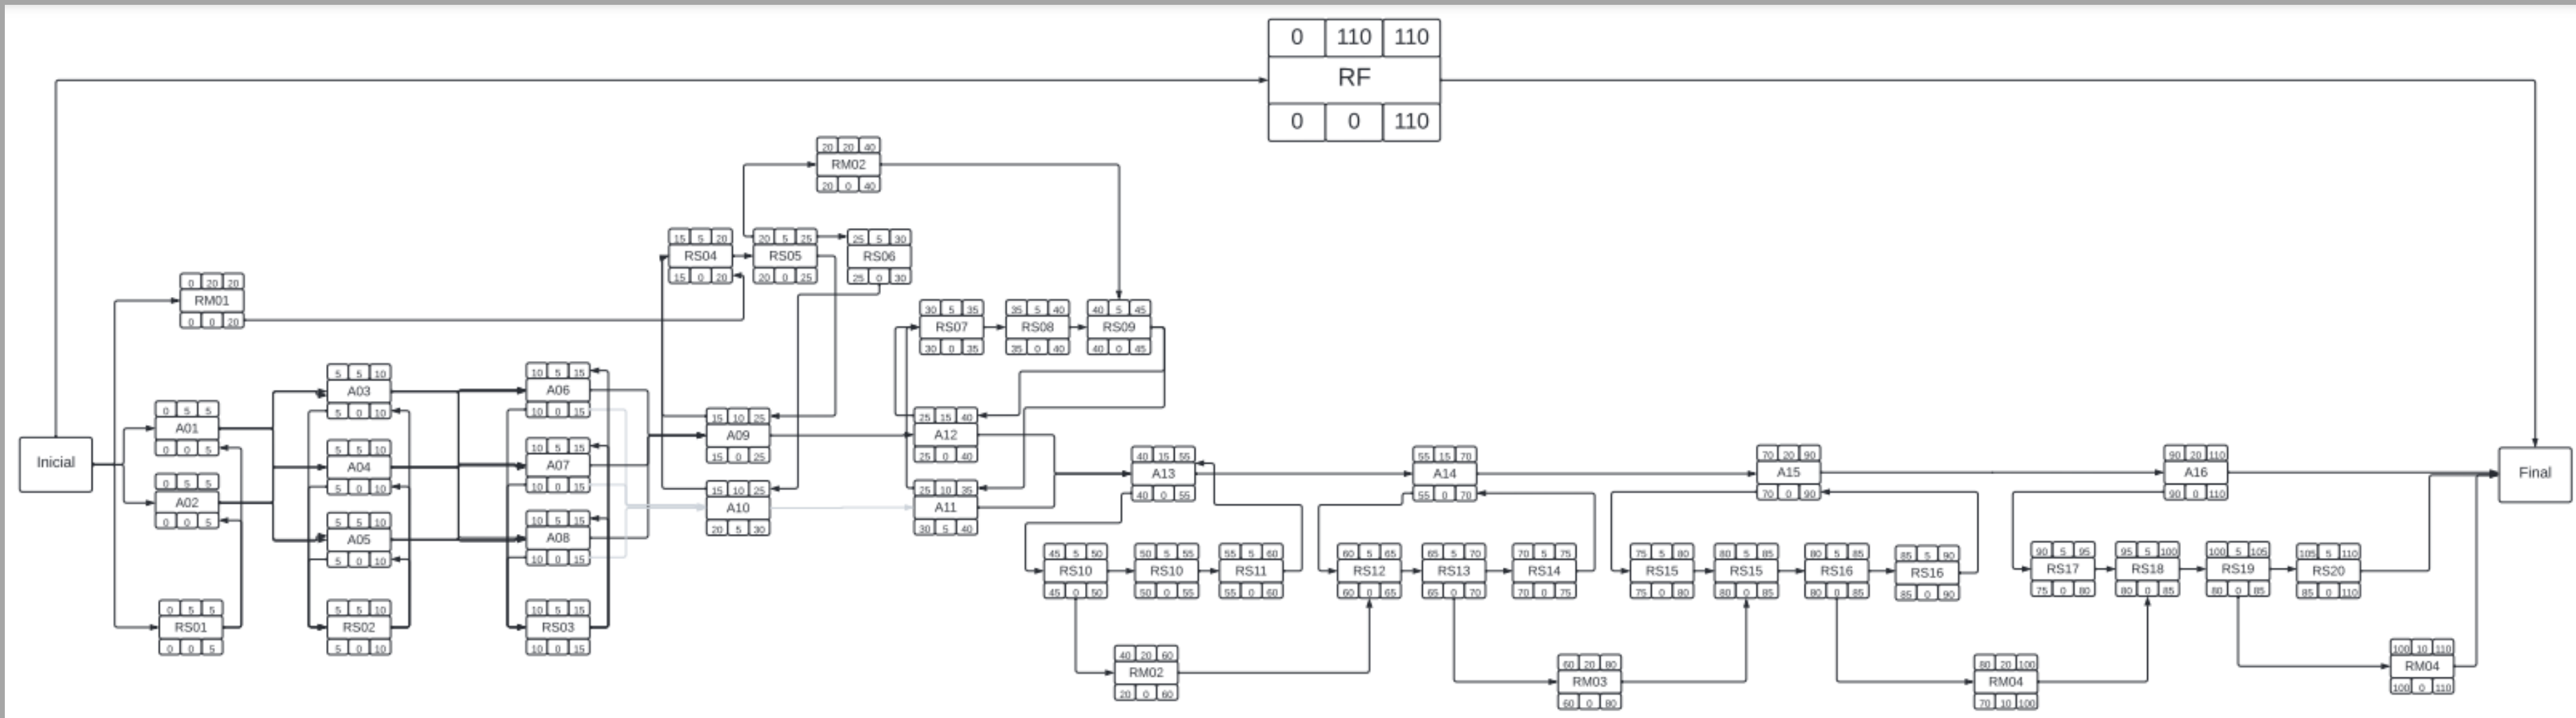 0 110 110
RF
0 0 110
20 20 40
RM02
20 0 40
15 5 20
RS04
15 0 20
20 5 25
RS05
20 0 25
25 5 30
RS06
25 0 30
0 20 20
RM01
0 0 20
30 5 35
RS07
30 0 35
35 5 40
RS08
35 0 40
40 5 45
RS09
40 0 45
Inicial
0 5 5
A01
0 0 5
0 5 5
A02
0 0 5
0 5 5
RS01
0 0 5
5 5 10
A03
5 0 10
5 5 10
A04
5 0 10
5 5 10
A05
5 0 10
5 5 10
RS02
5 0 10
10 5 15
A06
10 0 15
10 5 15
A07
10 0 15
10 5 15
A08
10 0 15
10 5 15
RS03
10 0 15
15 10 25
A09
15 0 25
15 10 25
A10
20 5 30
25 15 40
A12
25 0 40
25 10 35
A11
30 5 40
40 15 55
A13
40 0 55
55 15 70
A14
55 0 70
70 20 90
A15
70 0 90
90 20 110
A16
90 0 110
Final
45 5 50
RS10
45 0 50
50 5 55
RS10
50 0 55
55 5 60
RS11
55 0 60
60 5 65
RS12
60 0 65
65 5 70
RS13
65 0 70
70 5 75
RS14
70 0 75
75 5 80
RS15
75 0 80
80 5 85
RS15
80 0 85
80 5 85
RS16
80 0 85
85 5 90
RS16
85 0 90
90 5 95
RS17
75 0 80
95 5 100
RS18
80 0 85
100 5 105
RS19
80 0 85
105 5 110
RS20
85 0 110
40 20 60
RM02
20 0 60
60 20 80
RM03
60 0 80
80 20 100
RM04
70 10 100
100 10 110
RM04
100 0 110